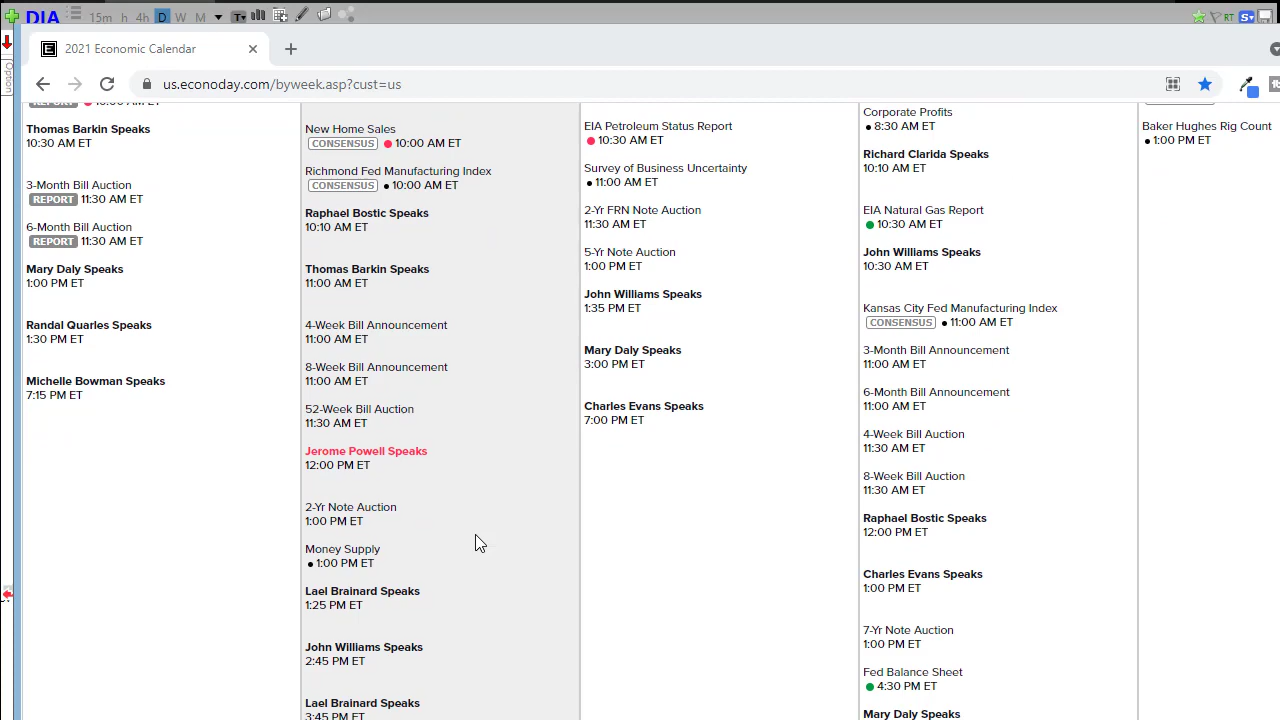 DIA
15m h 4h D W M
T
RT
S
Option
2021 Economic Calendar
us.econoday.com/byweek.asp?cust=us
REPORT 10:00 AM ET
Thomas Barkin Speaks
10:30 AM ET
3-Month Bill Auction
REPORT 11:30 AM ET
6-Month Bill Auction
REPORT 11:30 AM ET
Mary Daly Speaks
1:00 PM ET
Randal Quarles Speaks
1:30 PM ET
Michelle Bowman Speaks
7:15 PM ET
New Home Sales
CONSENSUS 10:00 AM ET
Richmond Fed Manufacturing Index
CONSENSUS 10:00 AM ET
Raphael Bostic Speaks
10:10 AM ET
Thomas Barkin Speaks
11:00 AM ET
4-Week Bill Announcement
11:00 AM ET
8-Week Bill Announcement
11:00 AM ET
52-Week Bill Auction
11:30 AM ET
Jerome Powell Speaks
12:00 PM ET
2-Yr Note Auction
1:00 PM ET
Money Supply
1:00 PM ET
Lael Brainard Speaks
1:25 PM ET
John Williams Speaks
2:45 PM ET
Lael Brainard Speaks
3:45 PM ET
EIA Petroleum Status Report
10:30 AM ET
Survey of Business Uncertainty
11:00 AM ET
2-Yr FRN Note Auction
11:30 AM ET
5-Yr Note Auction
1:00 PM ET
John Williams Speaks
1:35 PM ET
Mary Daly Speaks
3:00 PM ET
Charles Evans Speaks
7:00 PM ET
Corporate Profits
8:30 AM ET
Richard Clarida Speaks
10:10 AM ET
EIA Natural Gas Report
10:30 AM ET
John Williams Speaks
10:30 AM ET
Kansas City Fed Manufacturing Index
CONSENSUS 11:00 AM ET
3-Month Bill Announcement
11:00 AM ET
6-Month Bill Announcement
11:00 AM ET
4-Week Bill Auction
11:30 AM ET
8-Week Bill Auction
11:30 AM ET
Raphael Bostic Speaks
12:00 PM ET
Charles Evans Speaks
1:00 PM ET
7-Yr Note Auction
1:00 PM ET
Fed Balance Sheet
4:30 PM ET
Mary Daly Speaks
Baker Hughes Rig Count
1:00 PM ET